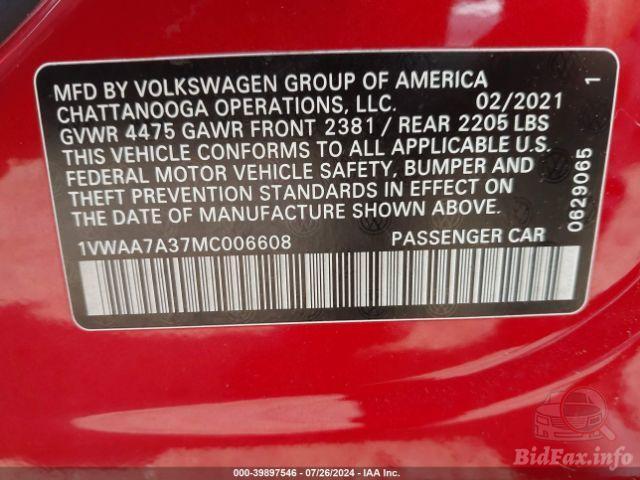 MFD BY VOLKSWAGEN GROUP OF AMERICA
CHATTANOOGA OPERATIONS, LLC. 02/2021
GVWR 4475 GAWR FRONT 2381 / REAR 2205 LBS
THIS VEHICLE CONFORMS TO ALL APPLICABLE U.S.
FEDERAL MOTOR VEHICLE SAFETY, BUMPER AND
THEFT PREVENTION STANDARDS IN EFFECT ON
THE DATE OF MANUFACTURE SHOWN ABOVE.
1VWAA7A37MC006608 PASSENGER CAR
0629065 1
BidFax.info
000-39897546 - 07/26/2024 - IAA Inc.